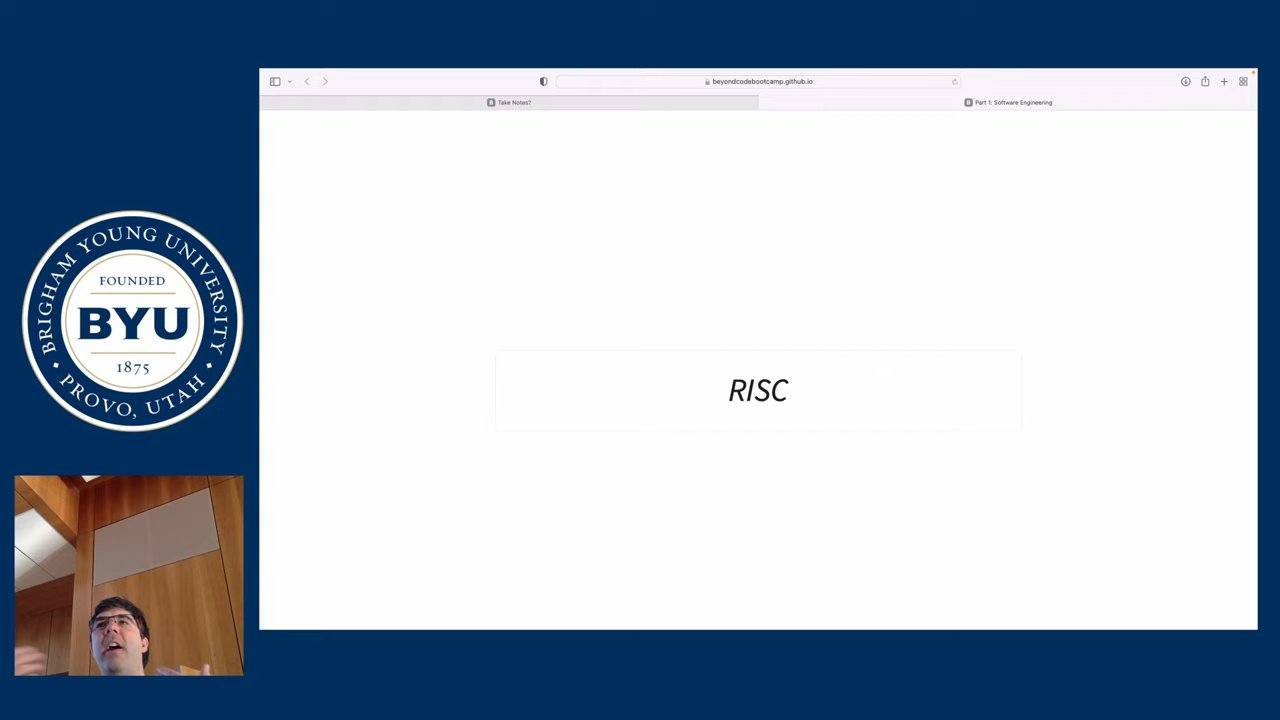 beyondcodebootcamp.github.io
B Take Notes?
B Part 1: Software Engineering
RISC
BRIGHAM YOUNG UNIVERSITY
FOUNDED
BYU
1875
PROVO, UTAH